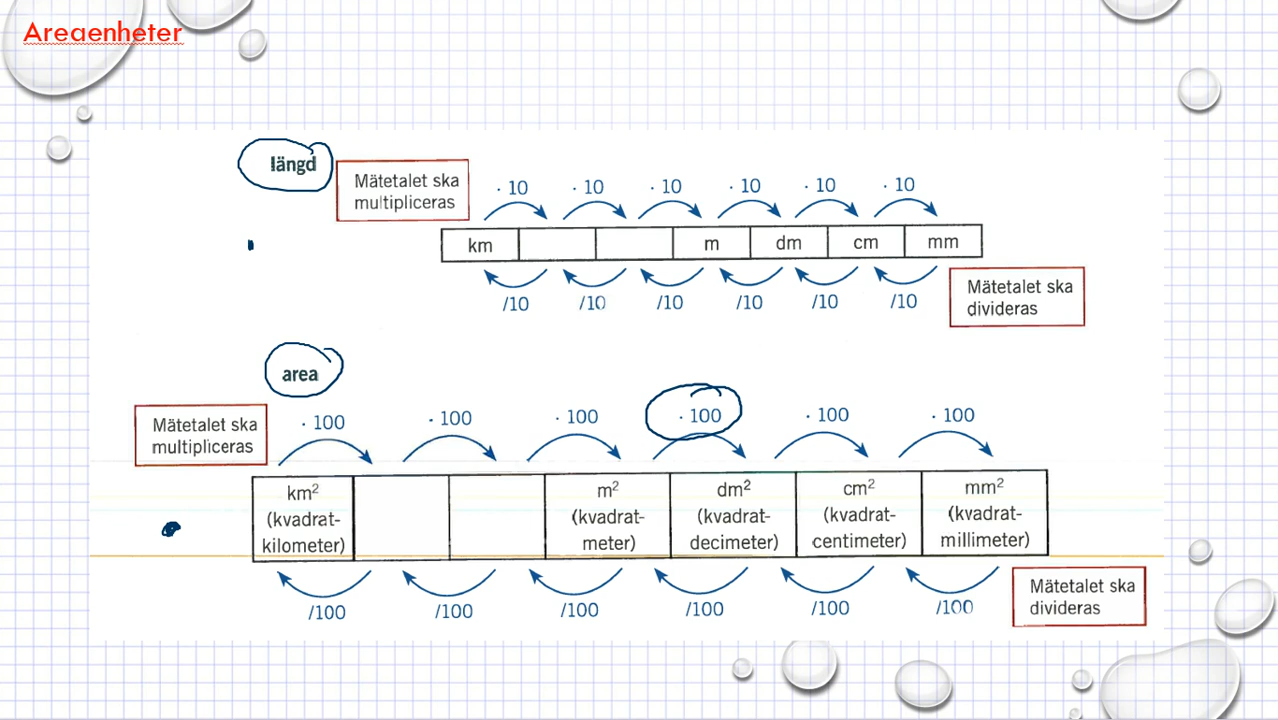 Areaenheter
längd
Mätetalet ska
multipliceras
· 10 · 10 · 10 · 10 · 10 · 10
km m dm cm mm
/10 /10 /10 /10 /10 /10
Mätetalet ska
divideras
area
Mätetalet ska
multipliceras
· 100 · 100 · 100 · 100 · 100 · 100
km² m² dm² cm² mm²
(kvadrat- (kvadrat- (kvadrat- (kvadrat- (kvadrat-
kilometer) meter) decimeter) centimeter) millimeter)
/100 /100 /100 /100 /100 /100
Mätetalet ska
divideras